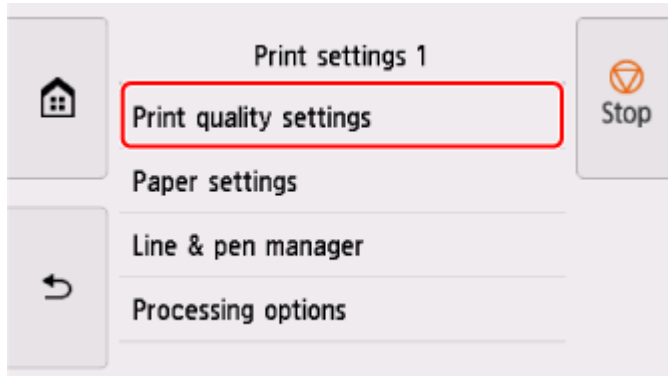 Print settings 1
Print quality settings
Stop
Paper settings
Line & pen manager
Processing options